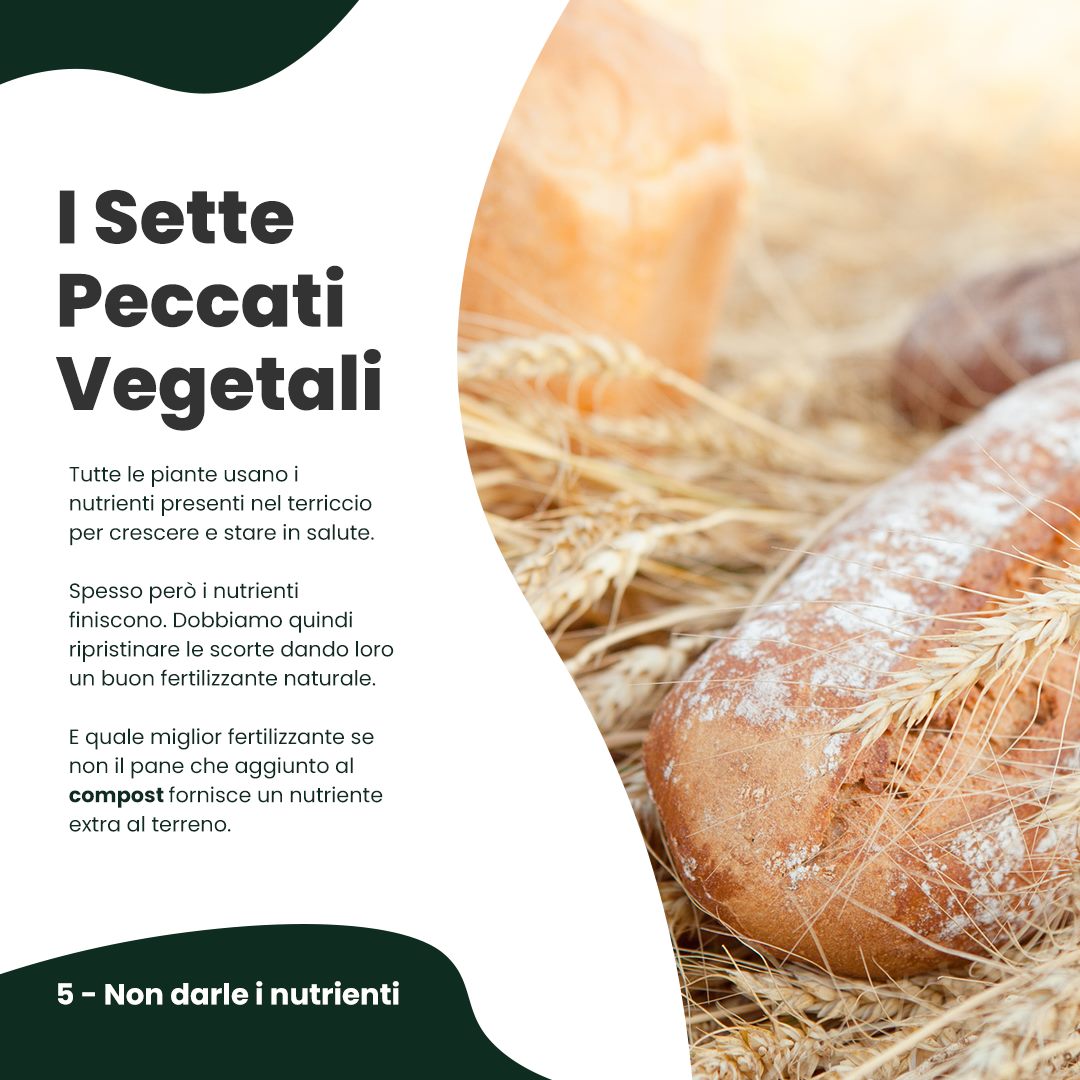 I Sette
Peccati
Vegetali
Tutte le piante usano i
nutrienti presenti nel terriccio
per crescere e stare in salute.
Spesso però i nutrienti
finiscono. Dobbiamo quindi
ripristinare le scorte dando loro
un buon fertilizzante naturale.
E quale miglior fertilizzante se
non il pane che aggiunto al
compost fornisce un nutriente
extra al terreno.
5 - Non darle i nutrienti